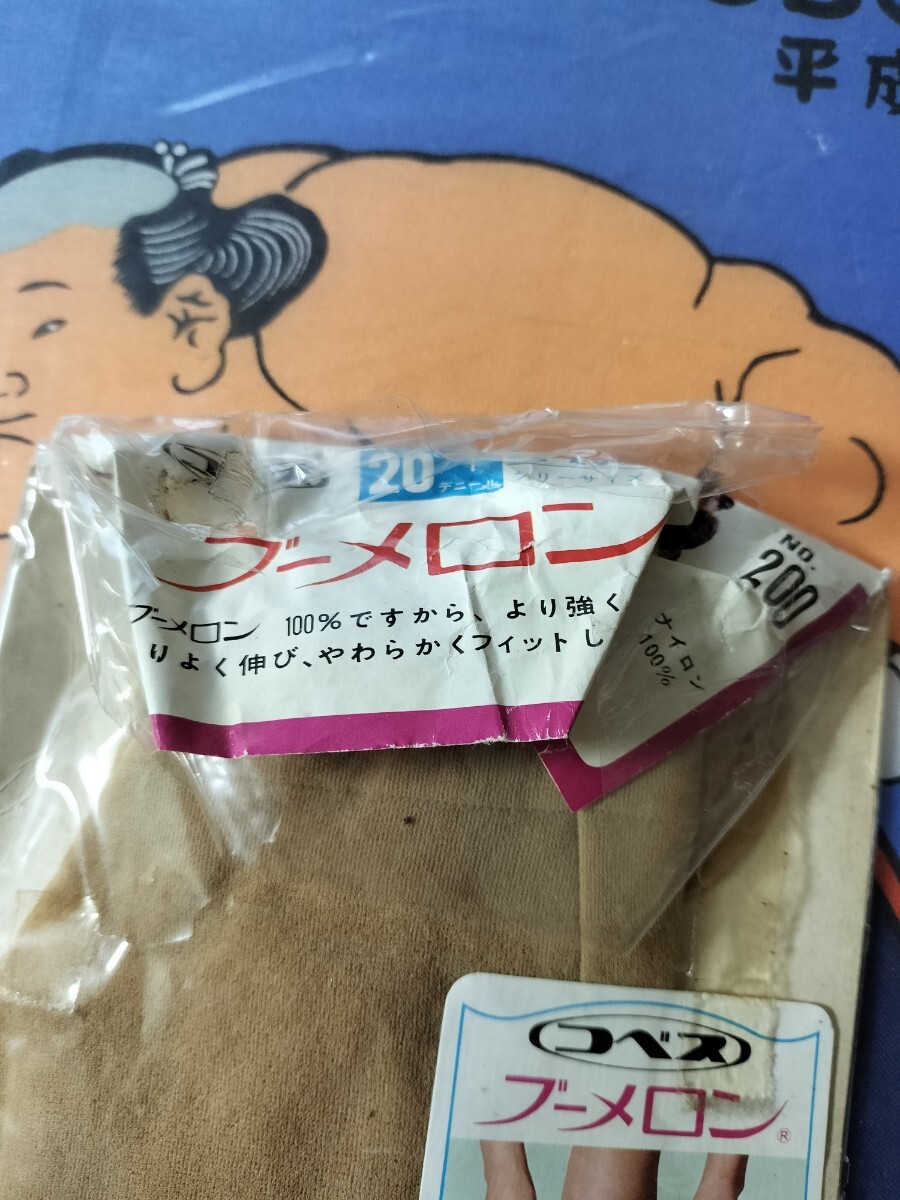 平成
20
デニール
フリーサイズ
ブーメロン
ブーメロン 100%ですから、より強く
りよく伸び、やわらかくフィットし
NO.
200
ナイロン
100%
コベス
ブーメロン®